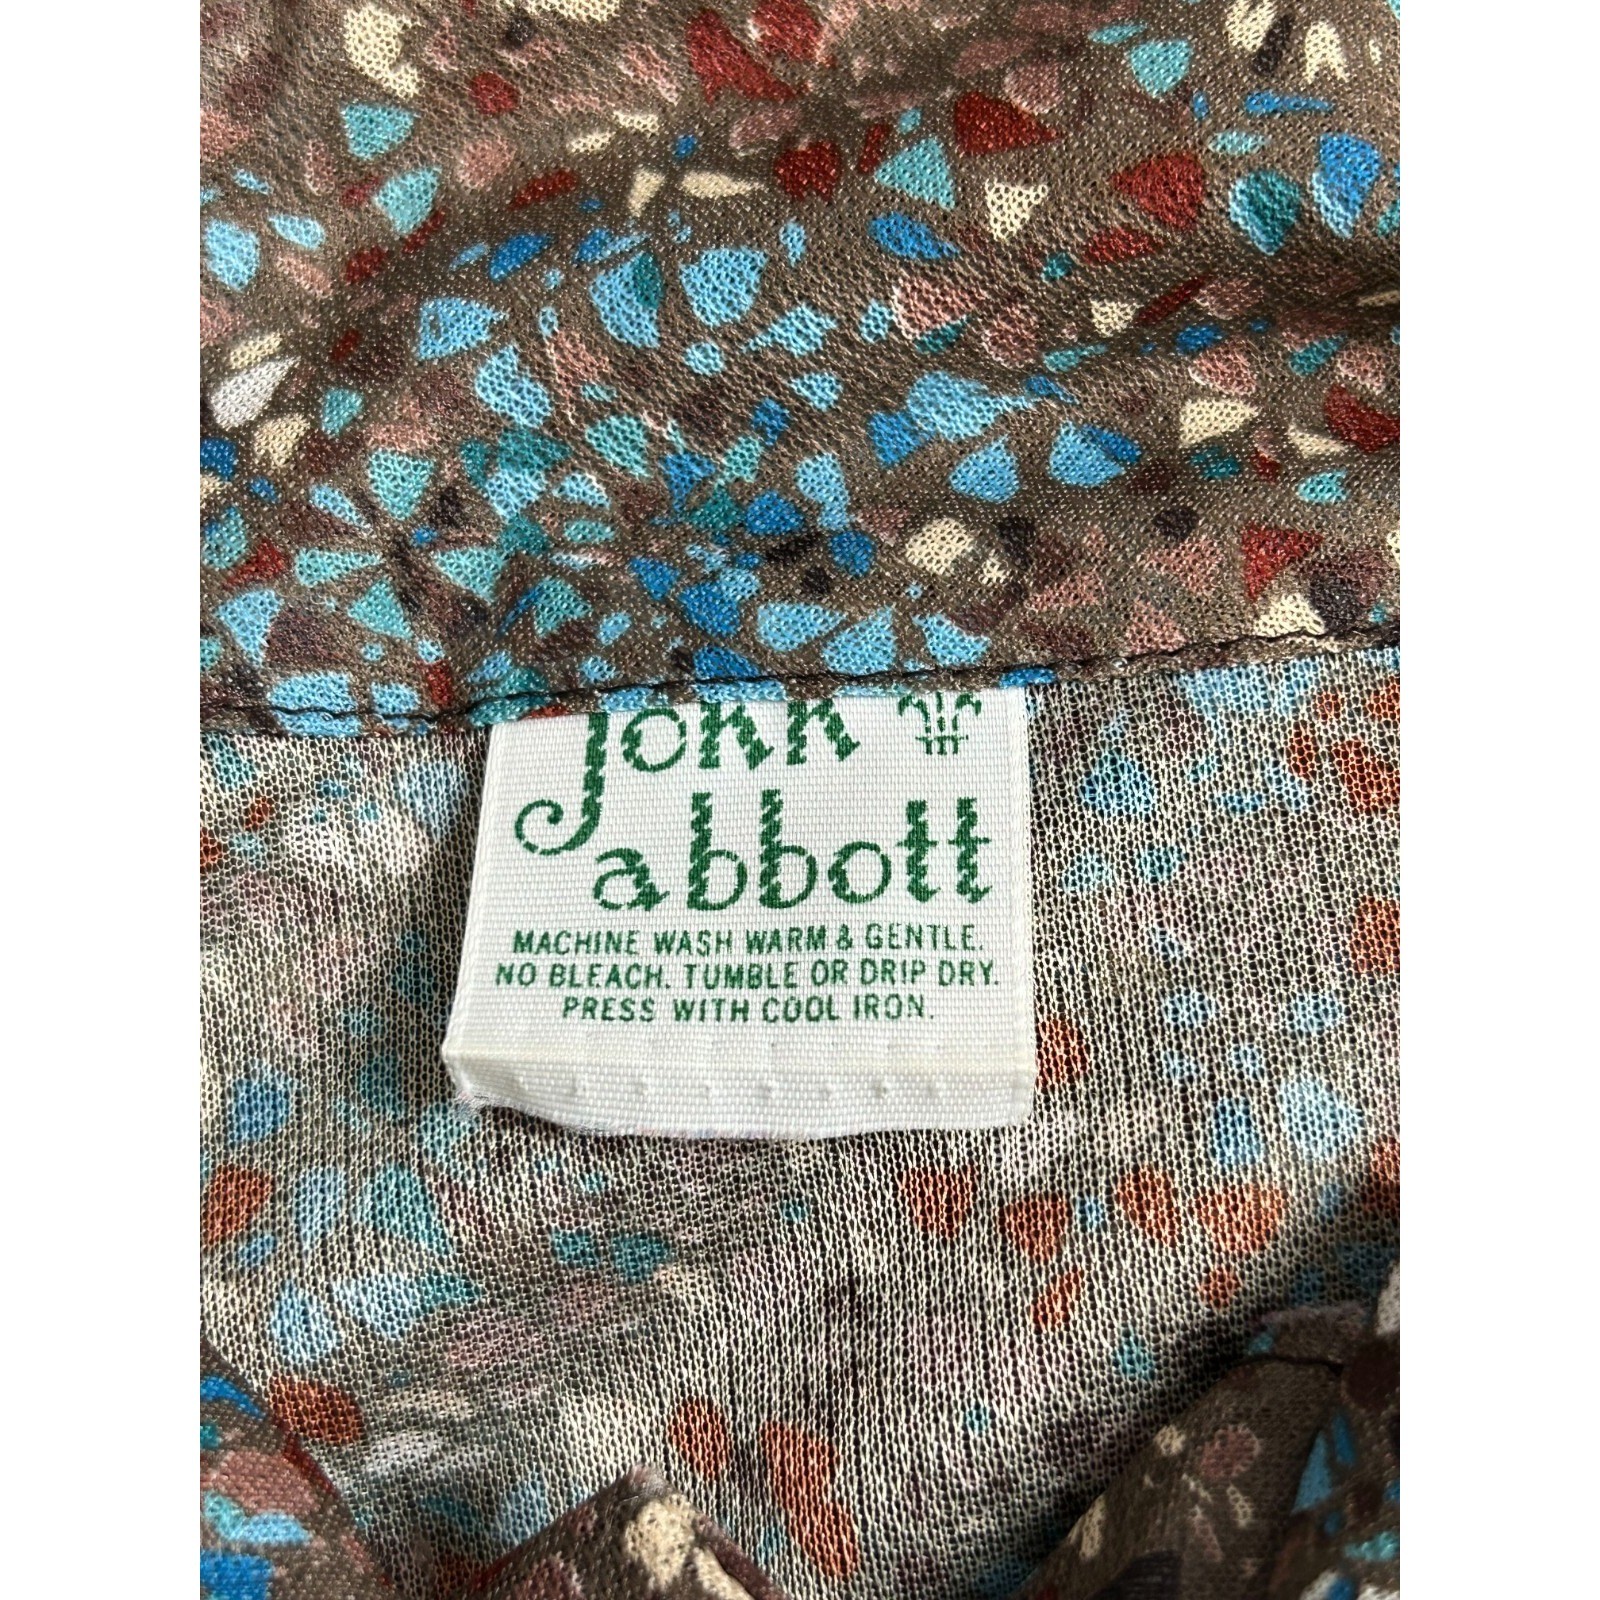 John
abbott
MACHINE WASH WARM & GENTLE.
NO BLEACH. TUMBLE OR DRIP DRY.
PRESS WITH COOL IRON.